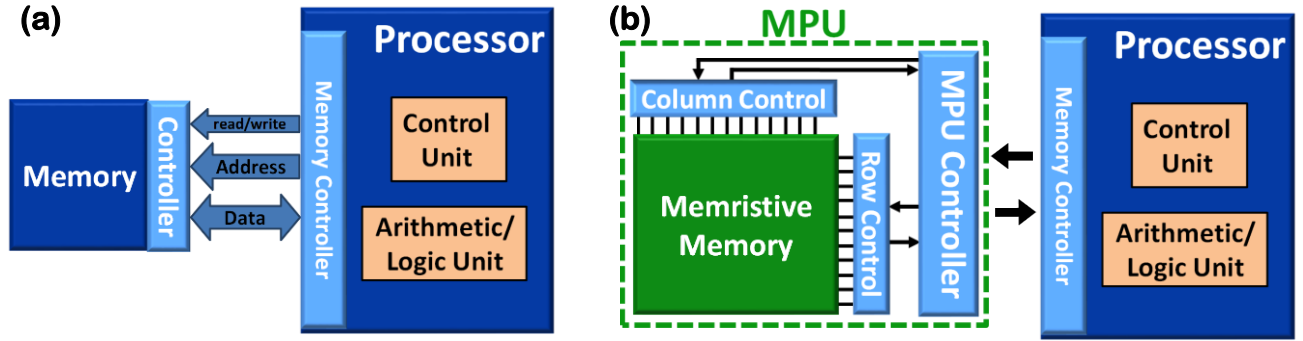 (a)
Processor
Memory Controller
Control
Unit
Arithmetic/
Logic Unit
read/write
Address
Data
Controller
Memory
(b)
MPU
Column Control
MPU Controller
Row Control
Memristive
Memory
Processor
Memory Controller
Control
Unit
Arithmetic/
Logic Unit